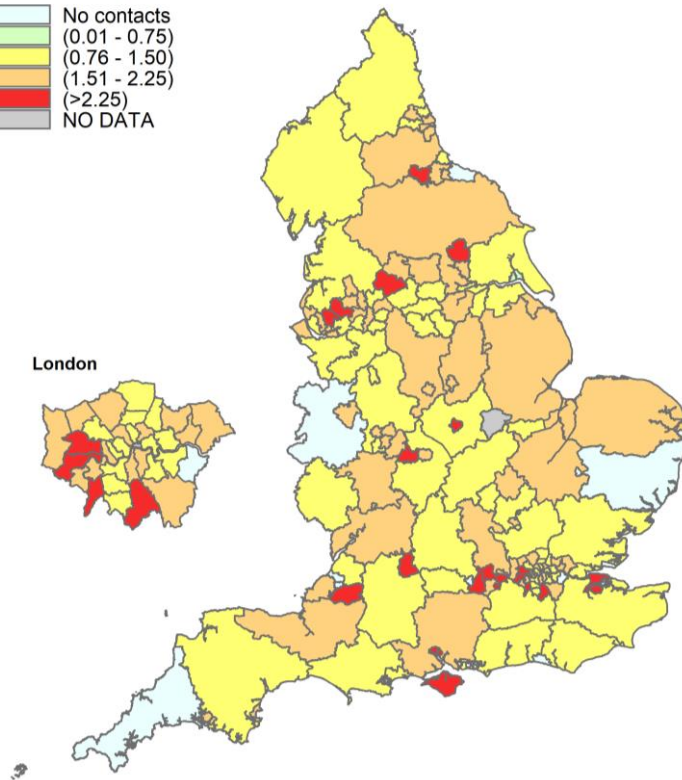 No contacts
(0.01 - 0.75)
(0.76 - 1.50)
(1.51 - 2.25)
(>2.25)
NO DATA
London